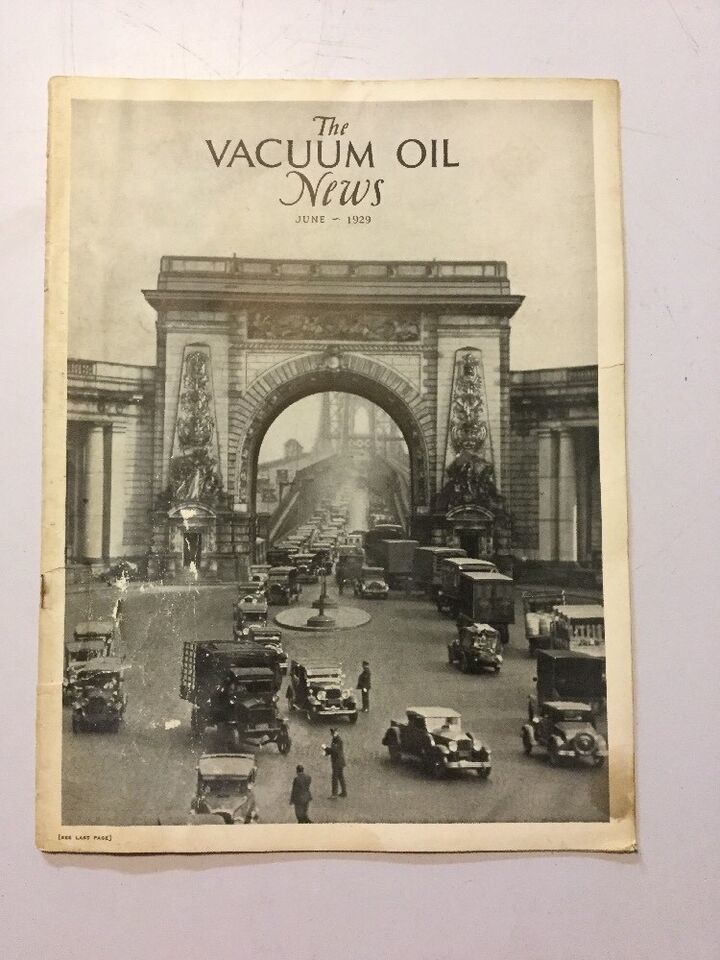 The
VACUUM OIL
News
JUNE ~ 1929
[SEE LAST PAGE]